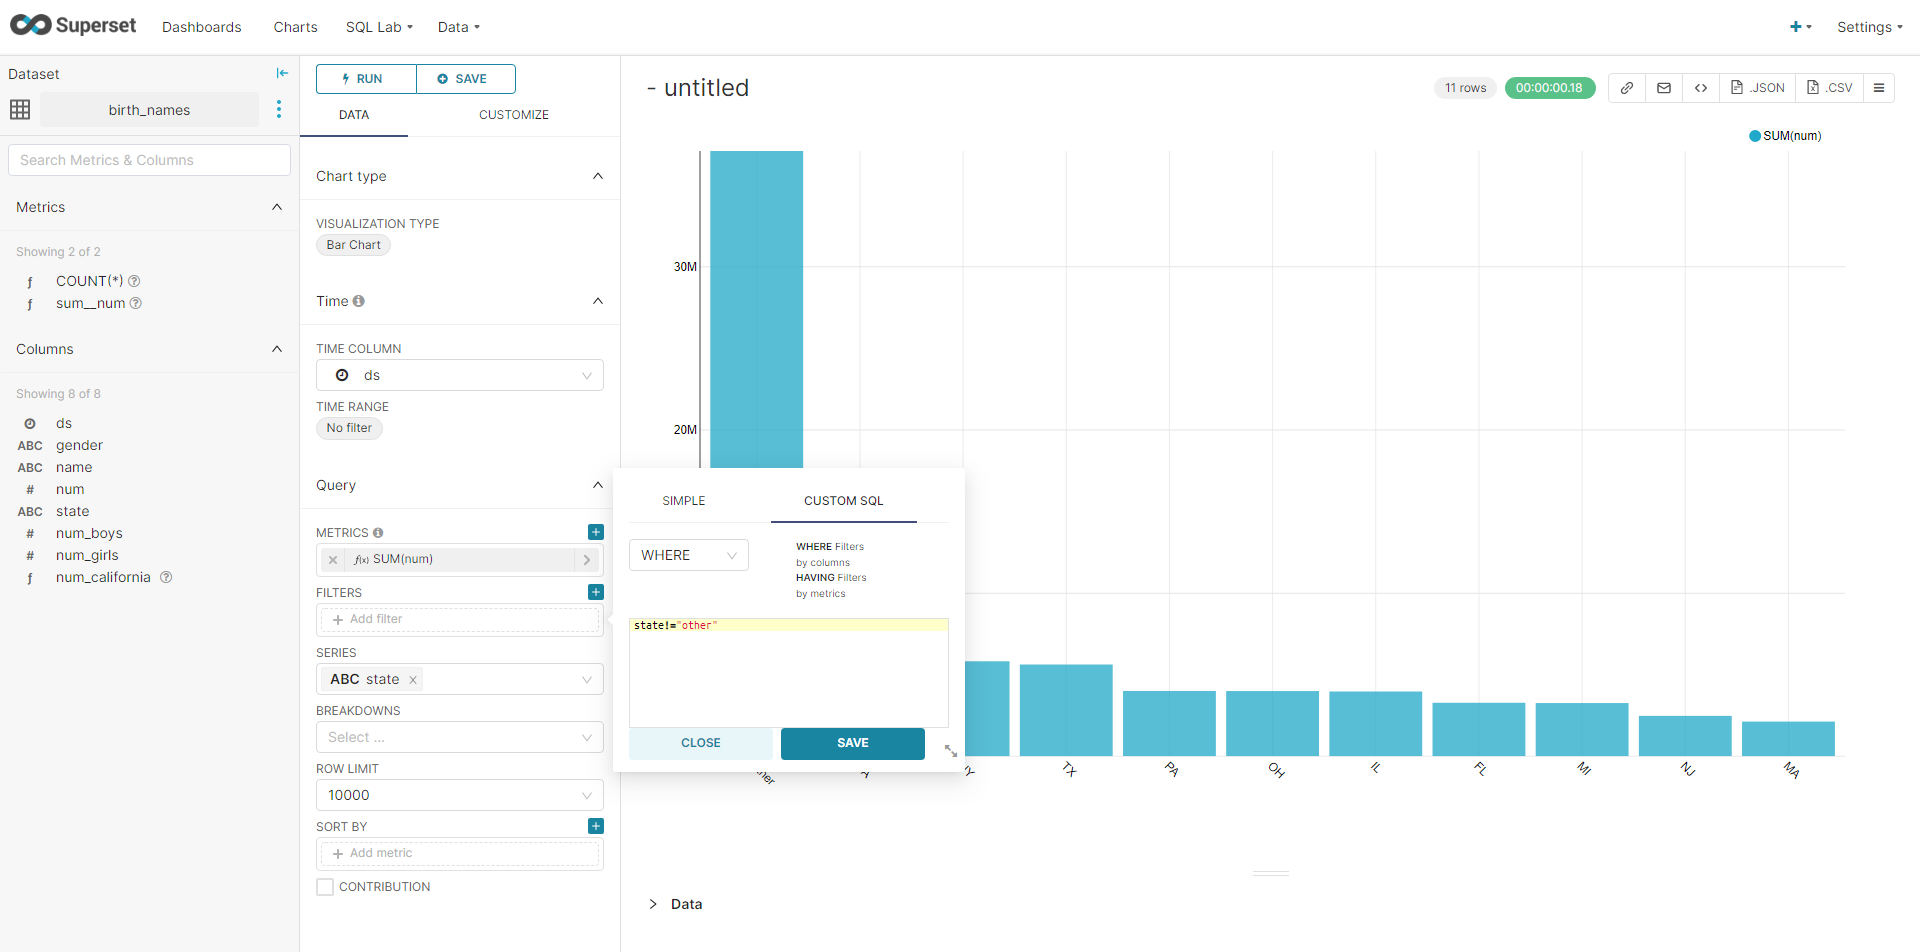 Superset Dashboards Charts SQL Lab Data Settings
Dataset
birth_names
Search Metrics & Columns
Metrics
Showing 2 of 2
f COUNT(*)
f sum__num
Columns
Showing 8 of 8
ds
ABC gender
ABC name
# num
ABC state
# num_boys
# num_girls
f num_california
RUN SAVE
DATA CUSTOMIZE
Chart type
VISUALIZATION TYPE
Bar Chart
Time
TIME COLUMN
ds
TIME RANGE
No filter
Query
METRICS
f(x) SUM(num)
FILTERS
+ Add filter
SERIES
ABC state ×
BREAKDOWNS
Select ...
ROW LIMIT
10000
SORT BY
+ Add metric
CONTRIBUTION
- untitled
11 rows 00:00:00.18 .JSON .CSV
SUM(num)
30M
20M
SIMPLE CUSTOM SQL
WHERE
WHERE Filters
by columns
HAVING Filters
by metrics
state!="other"
CLOSE SAVE
TX PA OH IL FL MI NJ MA
Data